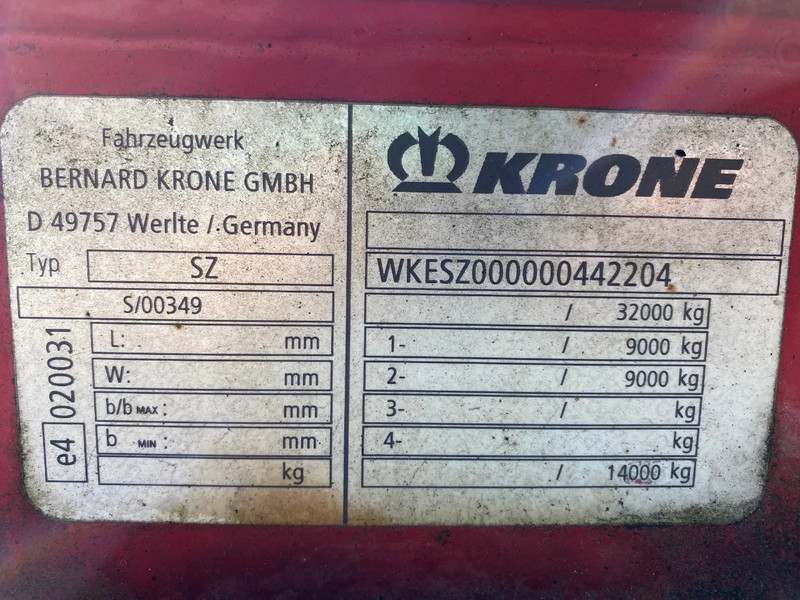 Fahrzeugwerk
BERNARD KRONE GMBH
D 49757 Werlte / Germany
Typ SZ
S/00349
L: mm
W: mm
b/b MAX : mm
b MIN : mm
kg
e4 020031
KRONE
WKESZ000000442204
/ 32000 kg
1- / 9000 kg
2- / 9000 kg
3- / kg
4- kg
/ 14000 kg